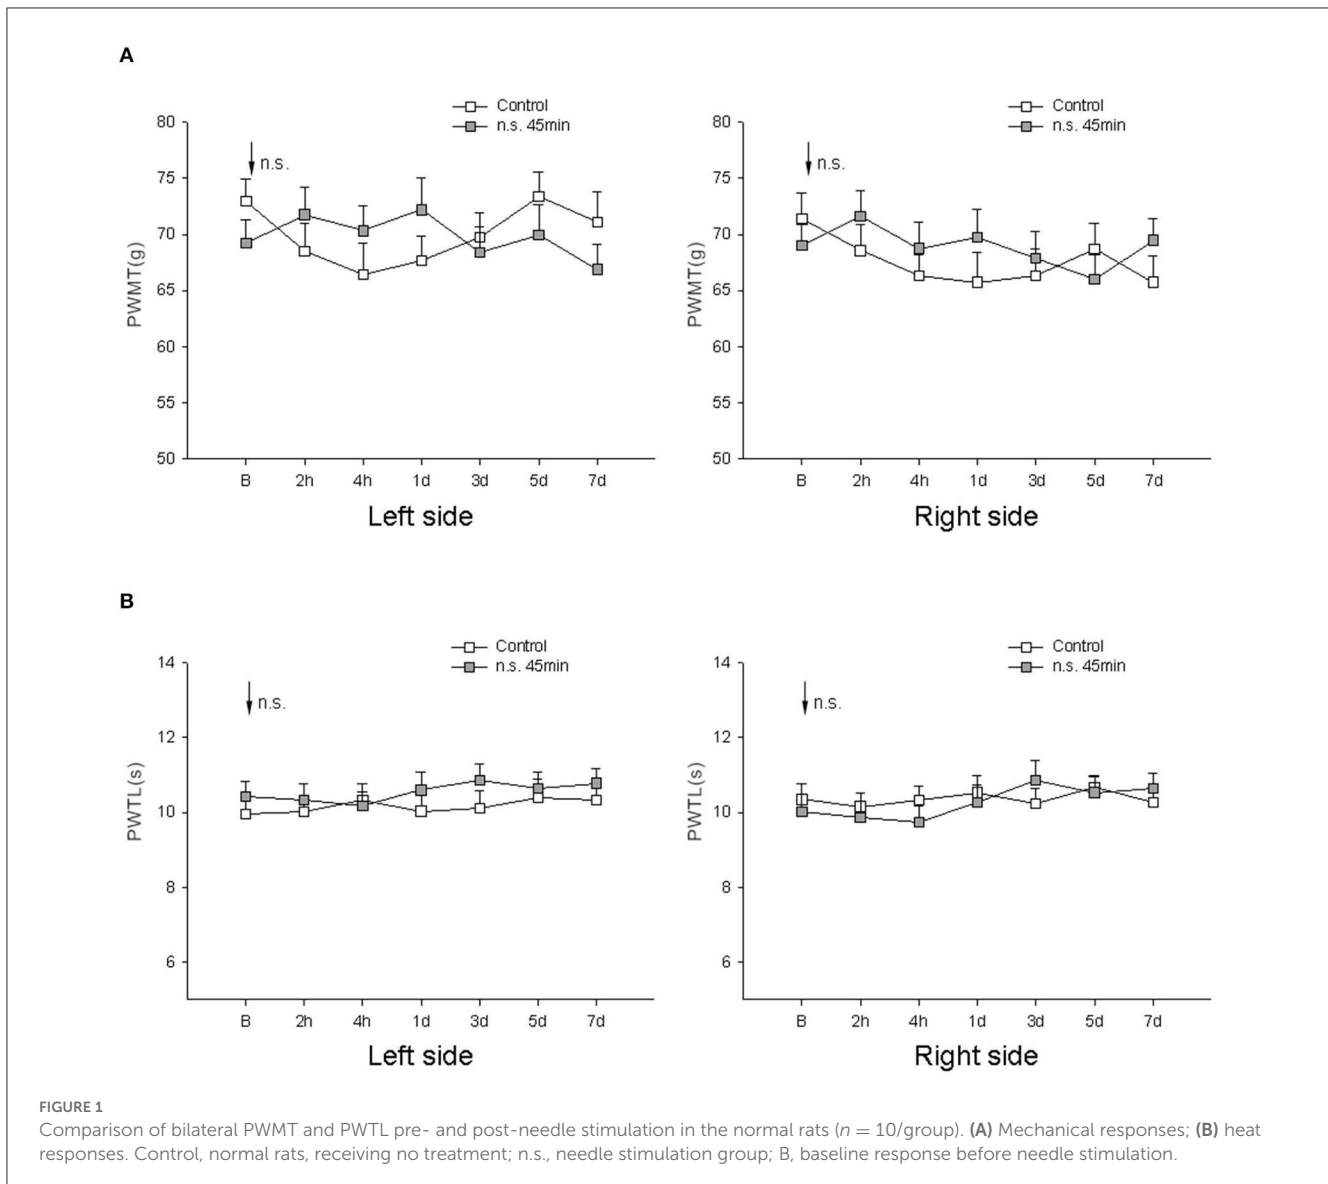 A
Control
n.s. 45min
80
75
70
65
60
55
50
PWMT(g)
n.s.
B 2h 4h 1d 3d 5d 7d
Left side
Control
n.s. 45min
80
75
70
65
60
55
50
PWMT(g)
n.s.
B 2h 4h 1d 3d 5d 7d
Right side
B
Control
n.s. 45min
14
12
10
8
6
PWTL(s)
n.s.
B 2h 4h 1d 3d 5d 7d
Left side
Control
n.s. 45min
14
12
10
8
6
PWTL(s)
n.s.
B 2h 4h 1d 3d 5d 7d
Right side
FIGURE 1
Comparison of bilateral PWMT and PWTL pre- and post-needle stimulation in the normal rats (n = 10/group). (A) Mechanical responses; (B) heat
responses. Control, normal rats, receiving no treatment; n.s., needle stimulation group; B, baseline response before needle stimulation.